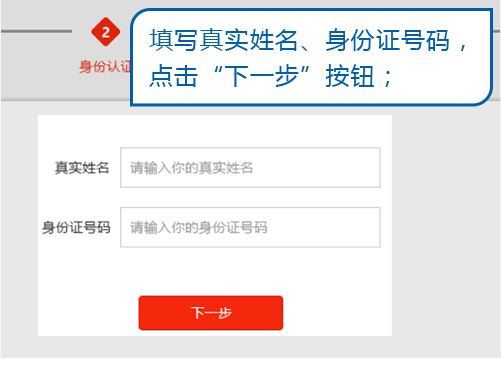 2
身份认证
填写真实姓名、身份证号码，
点击“下一步”按钮；
真实姓名 请输入你的真实姓名
身份证号码 请输入你的身份证号码
下一步